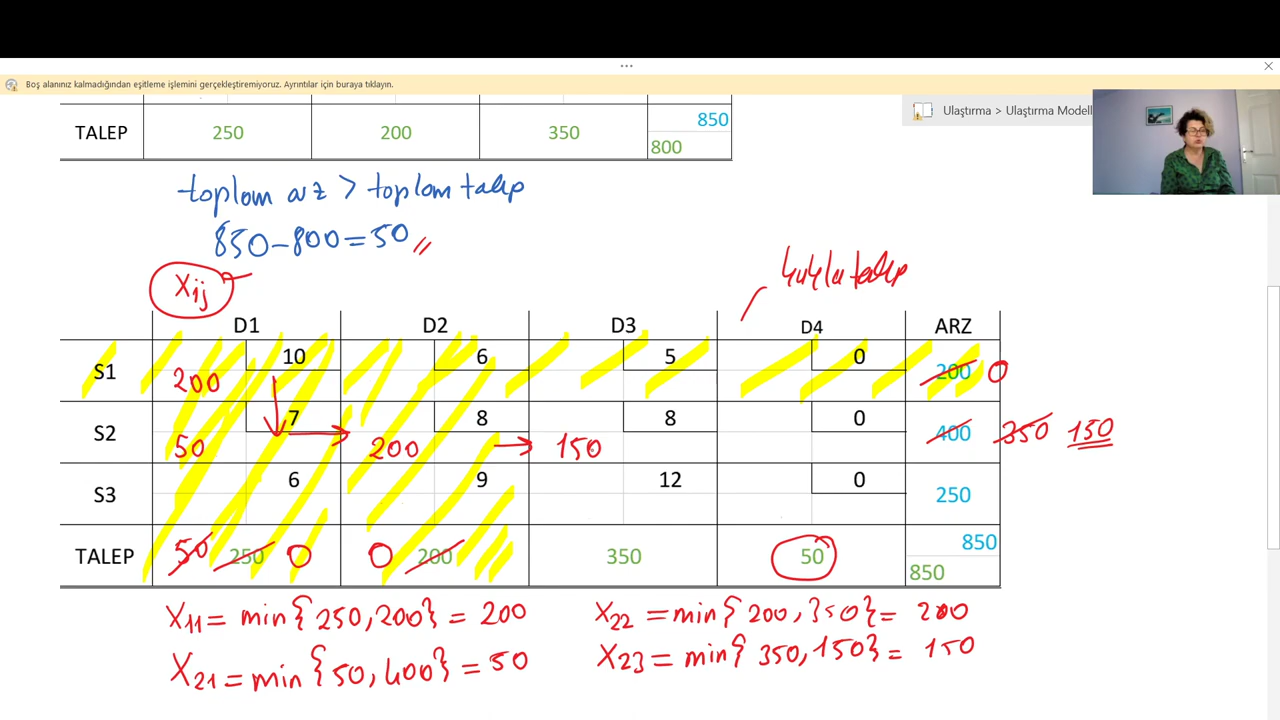 Boş alanınız kalmadığından eşitleme işlemini gerçekleştiremiyoruz. Ayrıntılar için buraya tıklayın.
Ulaştırma > Ulaştırma Modell
TALEP 250 200 350 850
800
toplam arz > toplam talep
850-800=50 //
Xij
kukla talep
D1 D2 D3 D4 ARZ
S1 200 10 6 5 0 200 0
S2 50 7 200 8 150 8 0 400 350 150
S3 6 9 12 0 250
TALEP 50 250 0 0 200 350 50 850
850
X11 = min{250,200} = 200
X22 = min{200,350} = 200
X21 = min{50,400} = 50
X23 = min{350,150} = 150